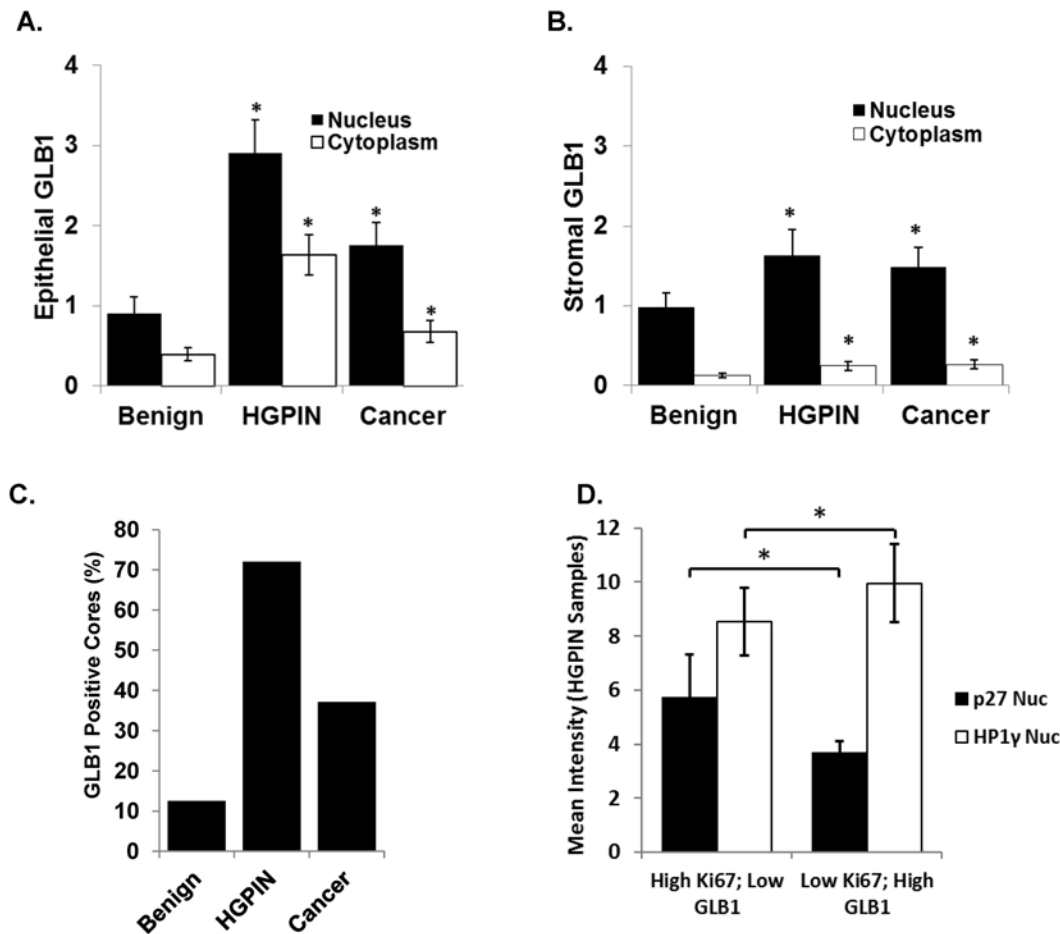 A.
Epithelial GLB1
4
3
2
1
0
*
*
*
*
Nucleus
Cytoplasm
Benign HGPIN Cancer
B.
Stromal GLB1
4
3
2
1
0
*
*
*
*
Nucleus
Cytoplasm
Benign HGPIN Cancer
C.
GLB1 Positive Cores (%)
80
70
60
50
40
30
20
10
0
Benign
HGPIN
Cancer
D.
Mean Intensity (HGPIN Samples)
12
10
8
6
4
2
0
*
*
p27 Nuc
HP1γ Nuc
High Ki67; Low
GLB1
Low Ki67; High
GLB1